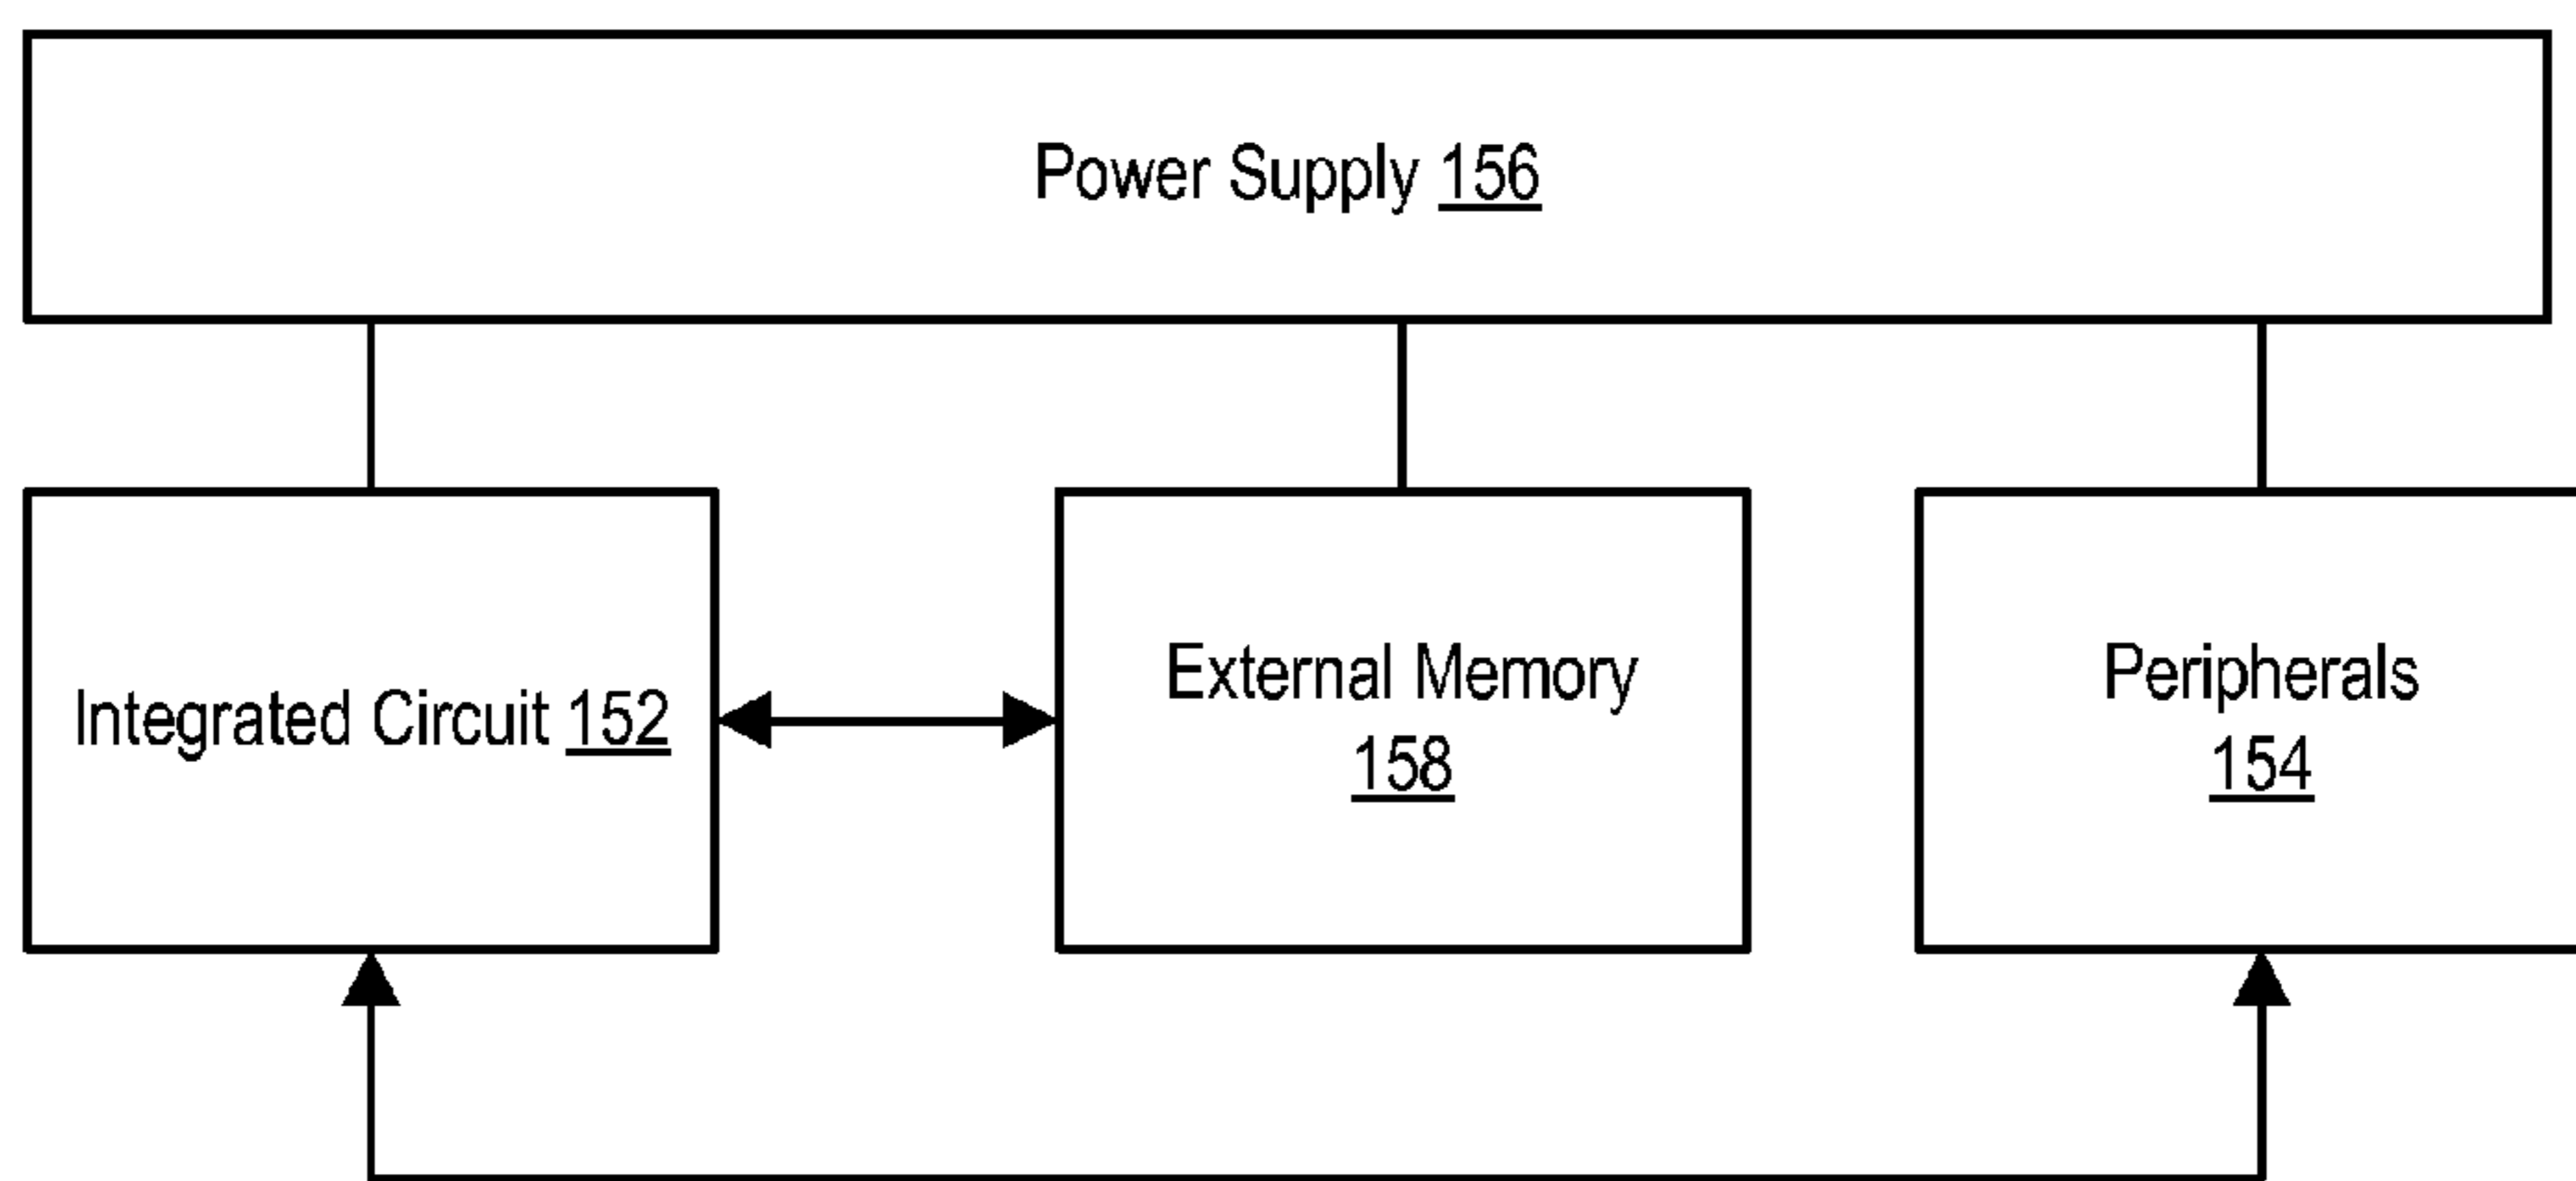 Power Supply 156
Integrated Circuit 152
External Memory
158
Peripherals
154